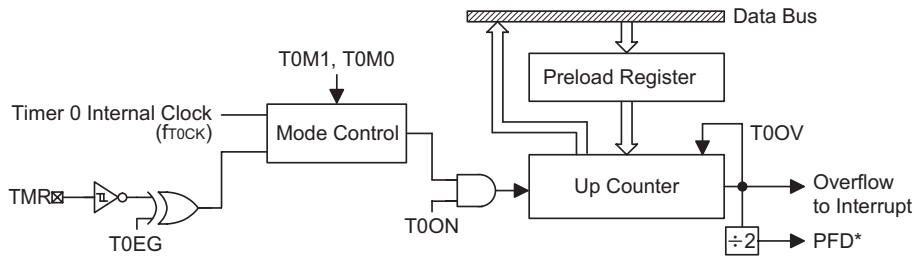 Data Bus
T0M1, T0M0
Preload Register
Timer 0 Internal Clock
(fT0CK)
Mode Control
T0OV
TMR
Up Counter
Overflow
to Interrupt
T0EG
T0ON
÷2
PFD*